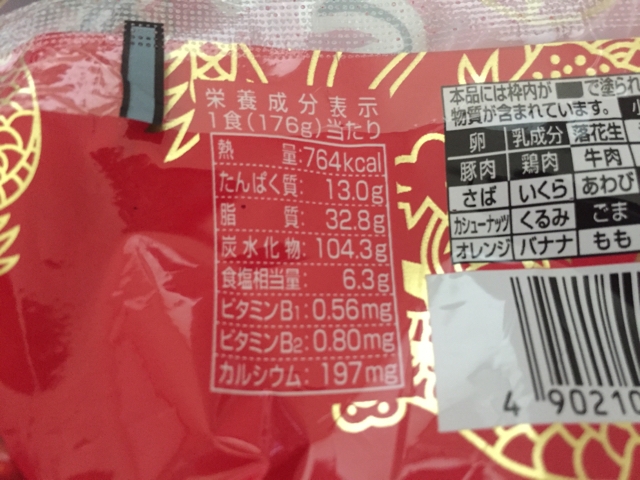 栄養成分表示
1食(176g)当たり
熱量:764kcal
たんぱく質: 13.0g
脂質: 32.8g
炭水化物: 104.3g
食塩相当量: 6.3g
ビタミンB1: 0.56mg
ビタミンB2: 0.80mg
カルシウム: 197mg
本品には枠内が■で塗られ
物質が含まれています。
卵 乳成分 落花生
豚肉 鶏肉 牛肉
さば いくら あわび
カシューナッツ くるみ ごま
オレンジ バナナ もも
4 90210